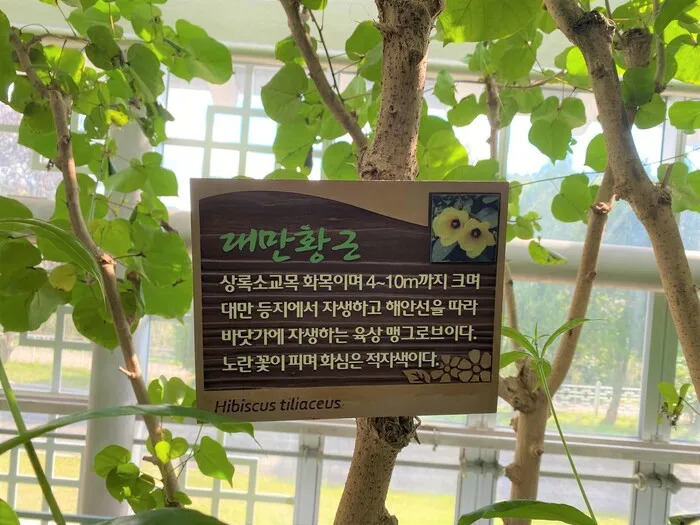 대만황근
상록소교목 화목이며 4~10m까지 크며
대만 등지에서 자생하고 해안선을 따라
바닷가에 자생하는 육상 맹그로브이다.
노란 꽃이 피며 화심은 적자색이다.
Hibiscus tiliaceus